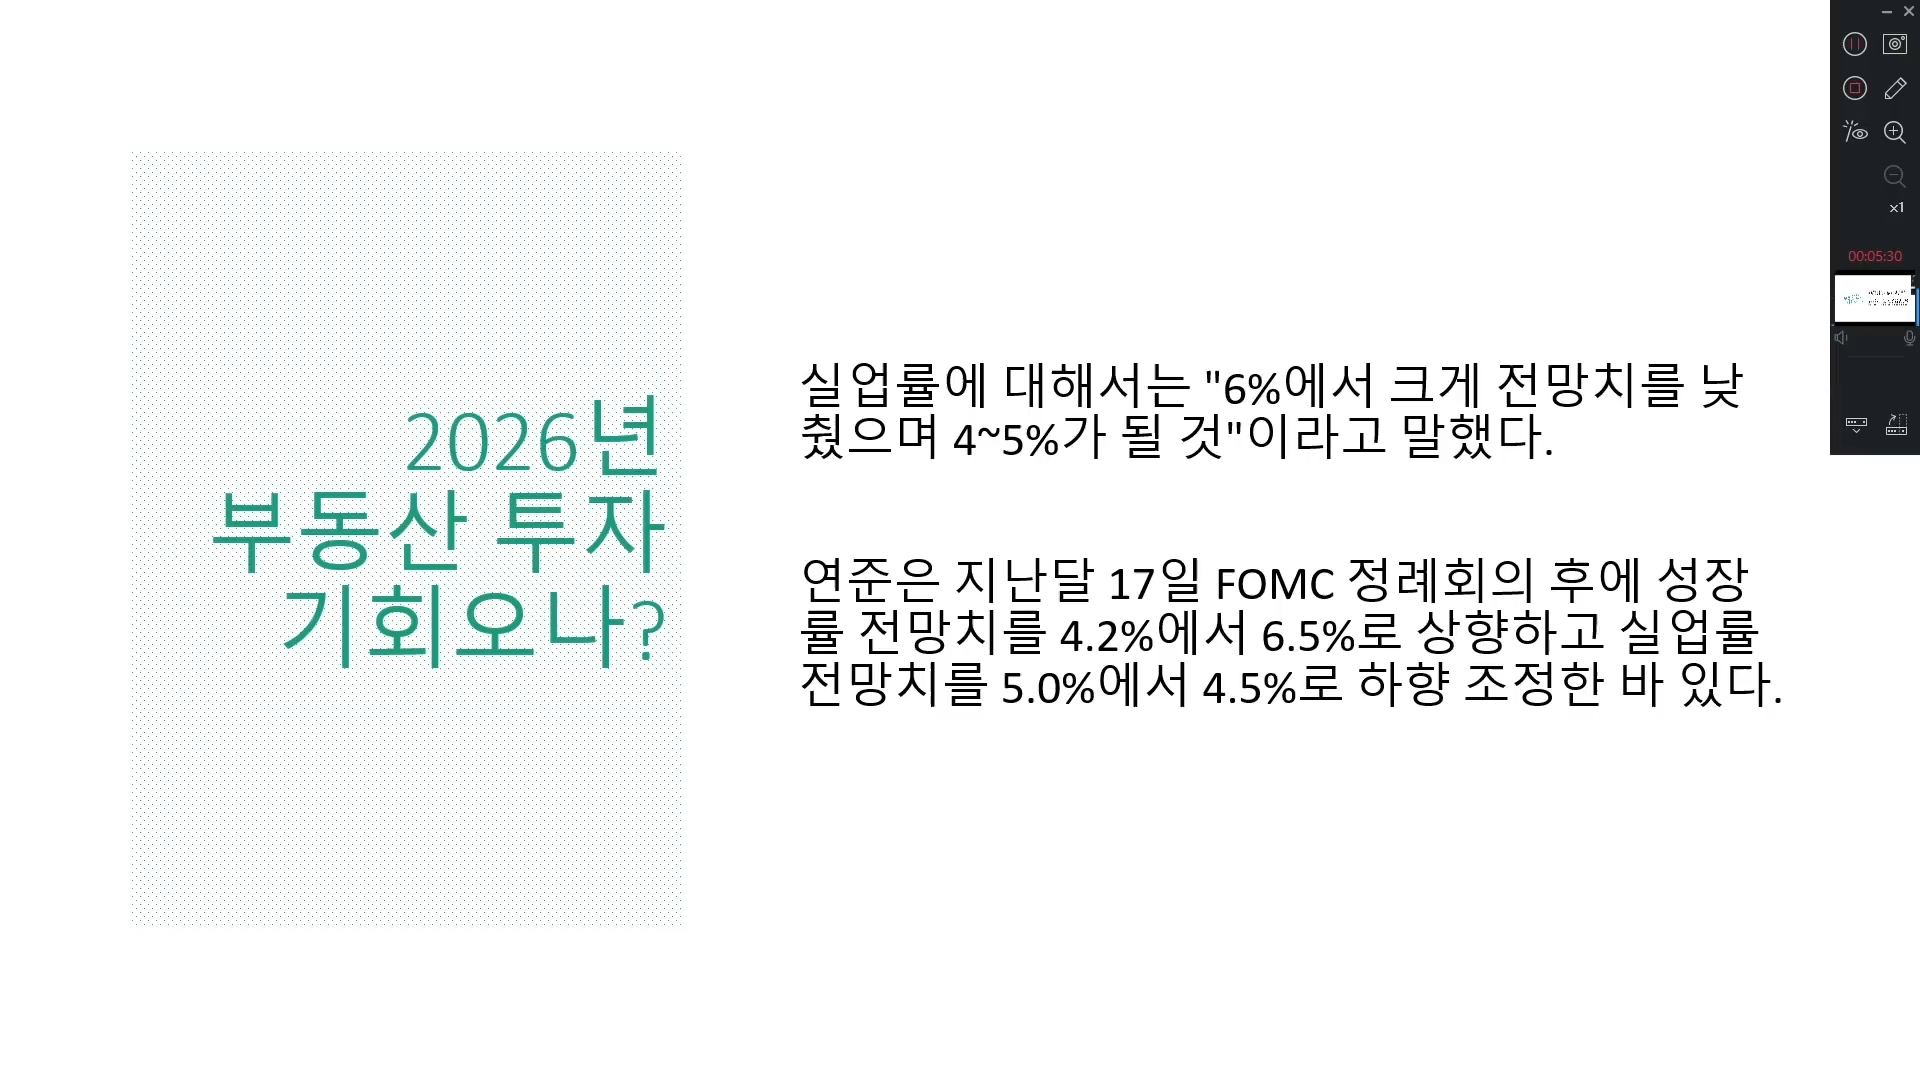 2026년
부동산 투자
기회오나?
실업률에 대해서는 "6%에서 크게 전망치를 낮
췄으며 4~5%가 될 것"이라고 말했다.
연준은 지난달 17일 FOMC 정례회의 후에 성장
률 전망치를 4.2%에서 6.5%로 상향하고 실업률
전망치를 5.0%에서 4.5%로 하향 조정한 바 있다.
x1
00:05:30